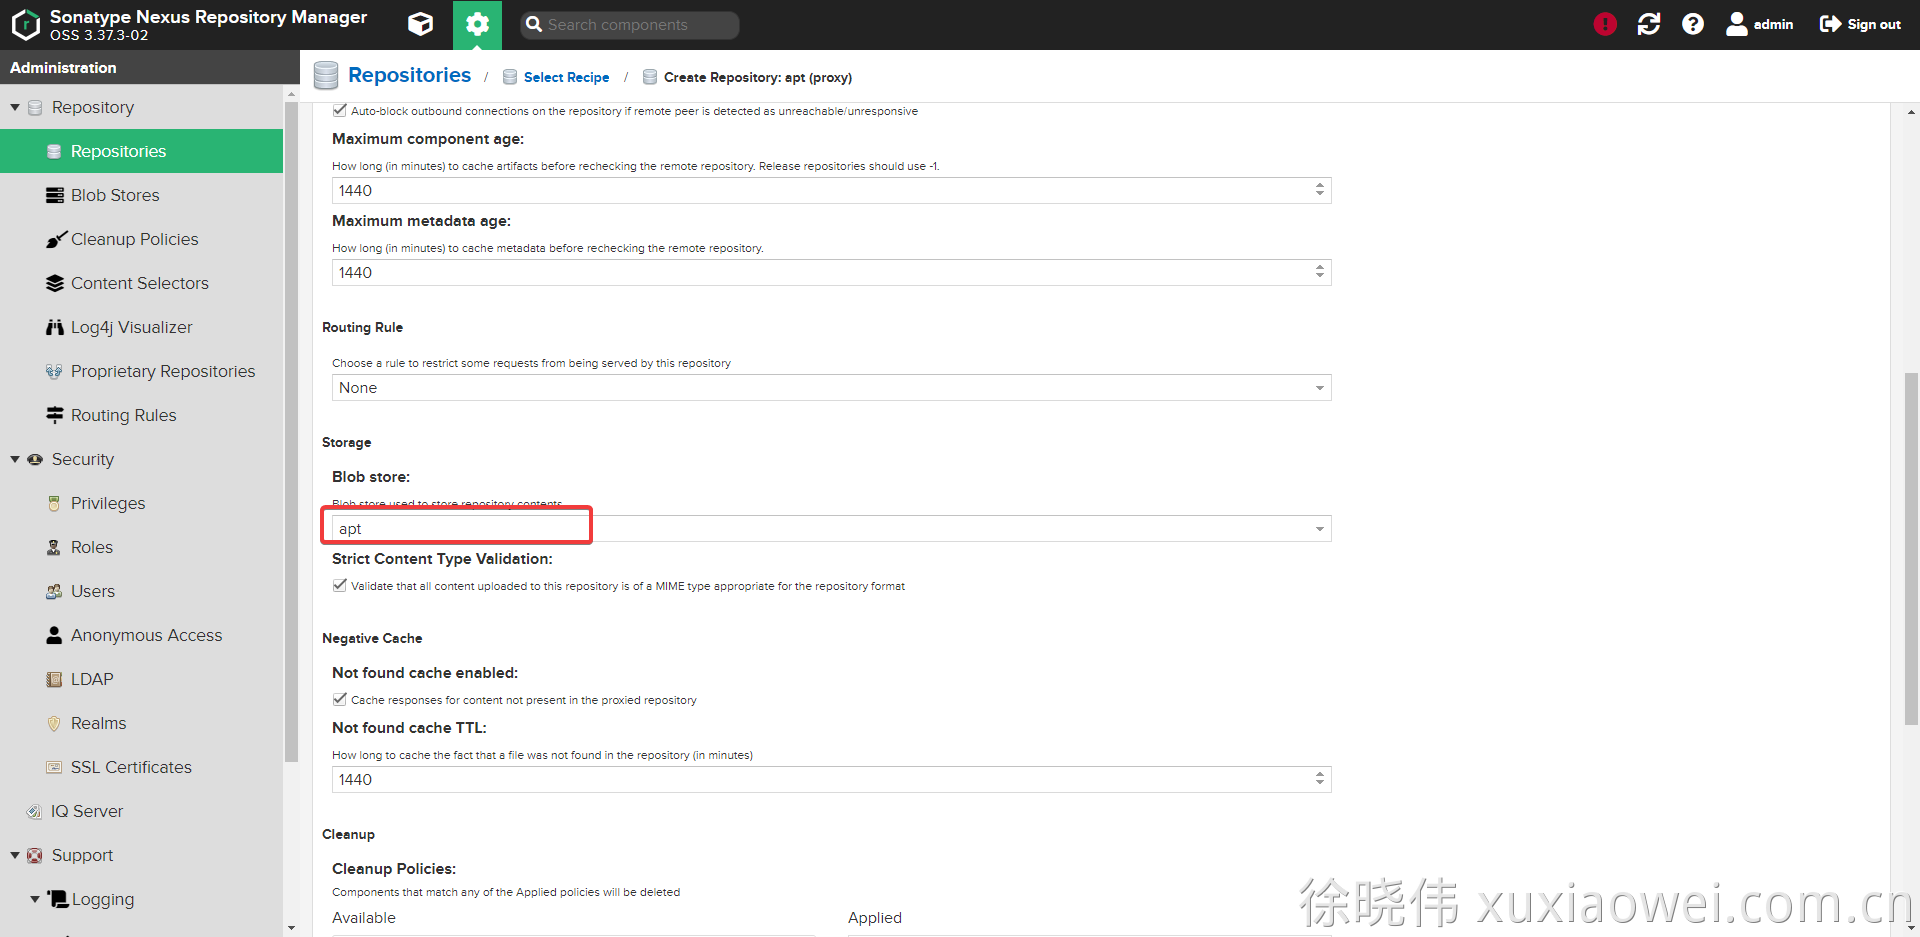 Sonatype Nexus Repository Manager
OSS 3.37.3-02
Search components
admin
Sign out
Administration
Repository
Repositories
Blob Stores
Cleanup Policies
Content Selectors
Log4j Visualizer
Proprietary Repositories
Routing Rules
Security
Privileges
Roles
Users
Anonymous Access
LDAP
Realms
SSL Certificates
IQ Server
Support
Logging
Repositories / Select Recipe / Create Repository: apt (proxy)
Auto-block outbound connections on the repository if remote peer is detected as unreachable/unresponsive
Maximum component age:
How long (in minutes) to cache artifacts before rechecking the remote repository. Release repositories should use -1.
1440
Maximum metadata age:
How long (in minutes) to cache metadata before rechecking the remote repository.
1440
Routing Rule
Choose a rule to restrict some requests from being served by this repository
None
Storage
Blob store:
Blob store used to store repository contents
apt
Strict Content Type Validation:
Validate that all content uploaded to this repository is of a MIME type appropriate for the repository format
Negative Cache
Not found cache enabled:
Cache responses for content not present in the proxied repository
Not found cache TTL:
How long to cache the fact that a file was not found in the repository (in minutes)
1440
Cleanup
Cleanup Policies:
Components that match any of the Applied policies will be deleted
Available
Applied
徐晓伟 xuxiaowei.com.cn